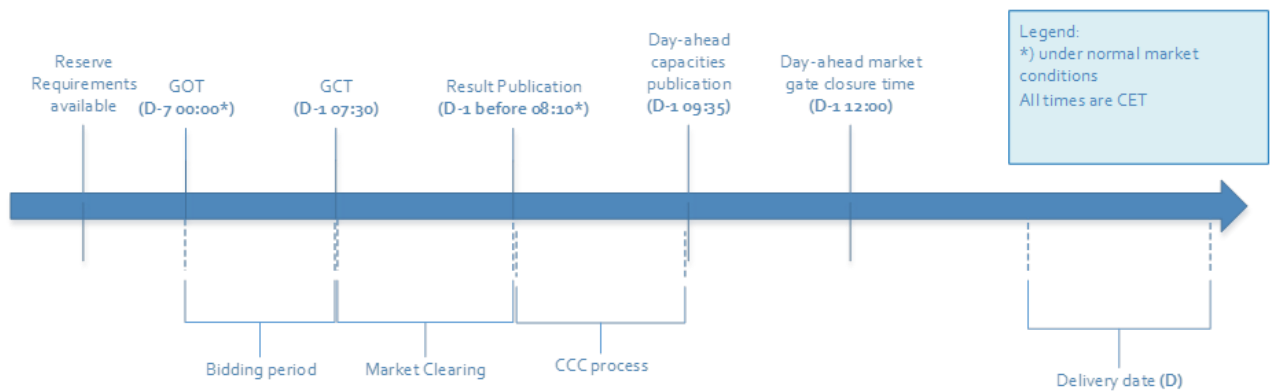 Reserve
Requirements
available
GOT
(D-7 00:00*)
GCT
(D-1 07:30)
Result Publication
(D-1 before 08:10*)
Day-ahead
capacities
publication
(D-1 09:35)
Day-ahead market
gate closure time
(D-1 12:00)
Legend:
*) under normal market
conditions
All times are CET
Bidding period
Market Clearing
CCC process
Delivery date (D)